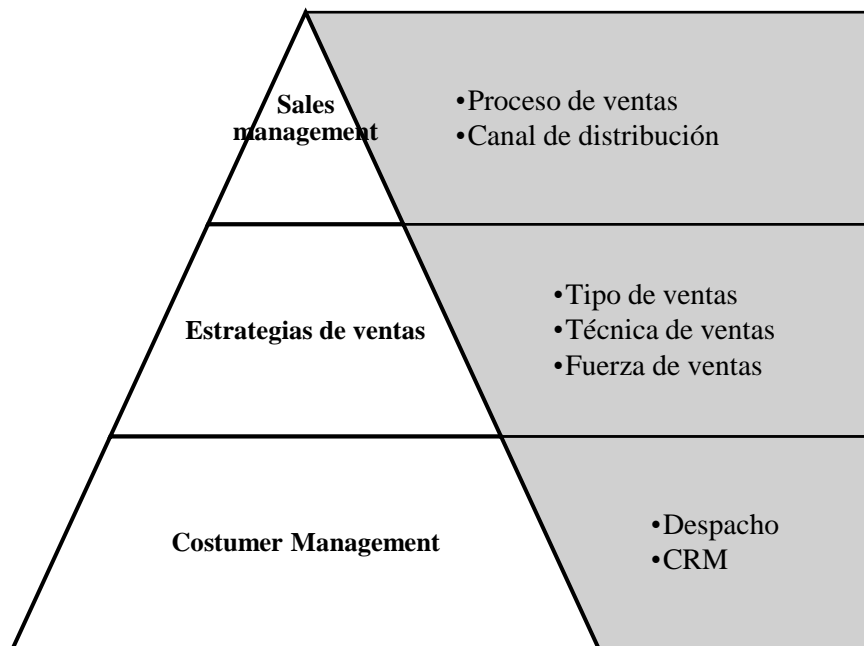 Sales
management
•Proceso de ventas
•Canal de distribución
Estrategias de ventas
•Tipo de ventas
•Técnica de ventas
•Fuerza de ventas
Costumer Management
•Despacho
•CRM